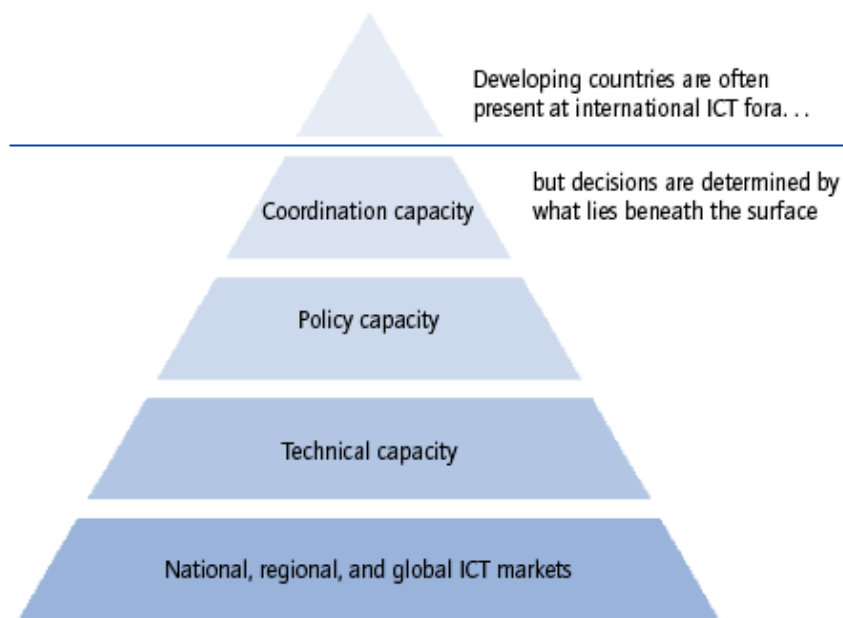 Developing countries are often
present at international ICT fora. . .
but decisions are determined by
what lies beneath the surface
Coordination capacity
Policy capacity
Technical capacity
National, regional, and global ICT markets